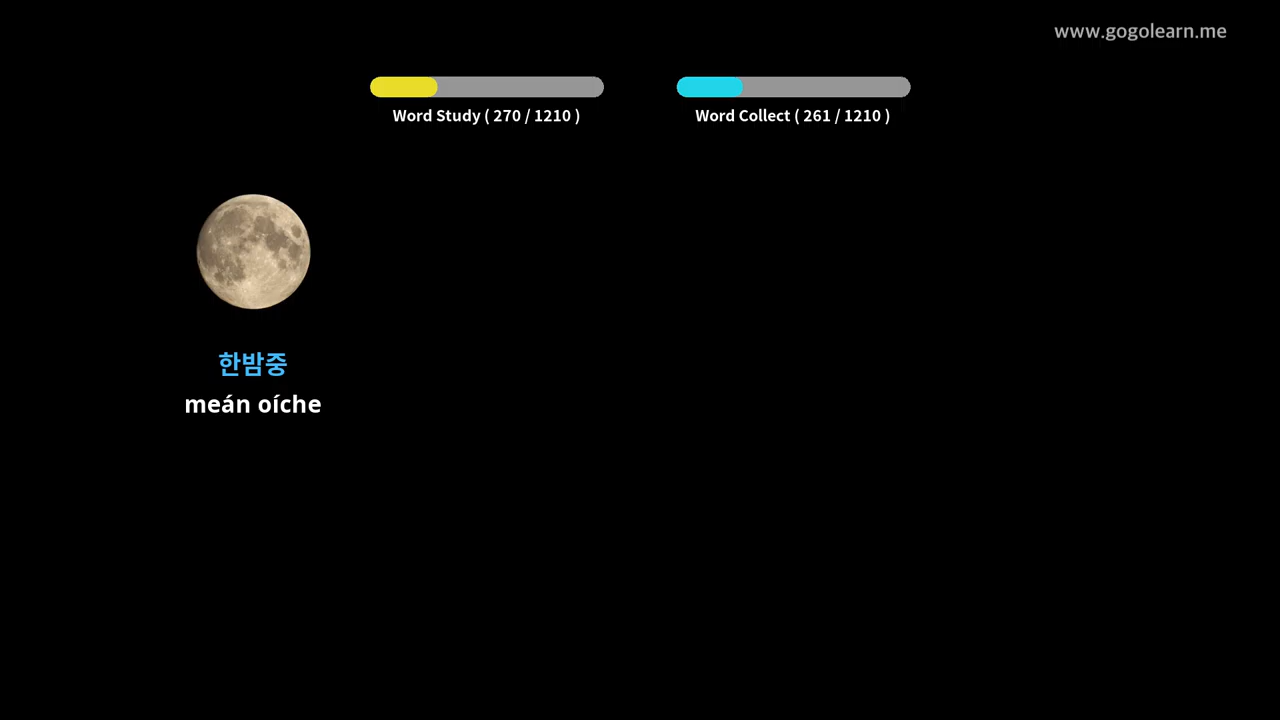 www.gogolearn.me
Word Study ( 270 / 1210 )
Word Collect ( 261 / 1210 )
한밤중
meán oíche